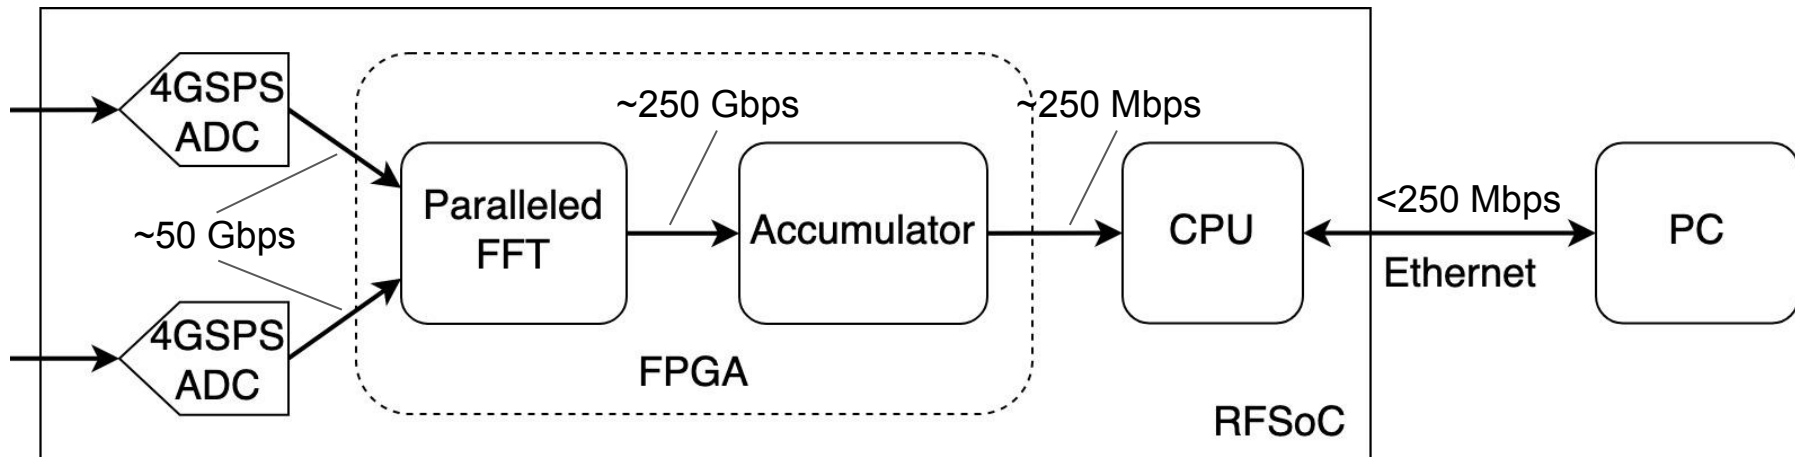 4GSPS
ADC
~50 Gbps
4GSPS
ADC
~250 Gbps
Paralleled
FFT
Accumulator
FPGA
~250 Mbps
CPU
RFSoC
<250 Mbps
Ethernet
PC